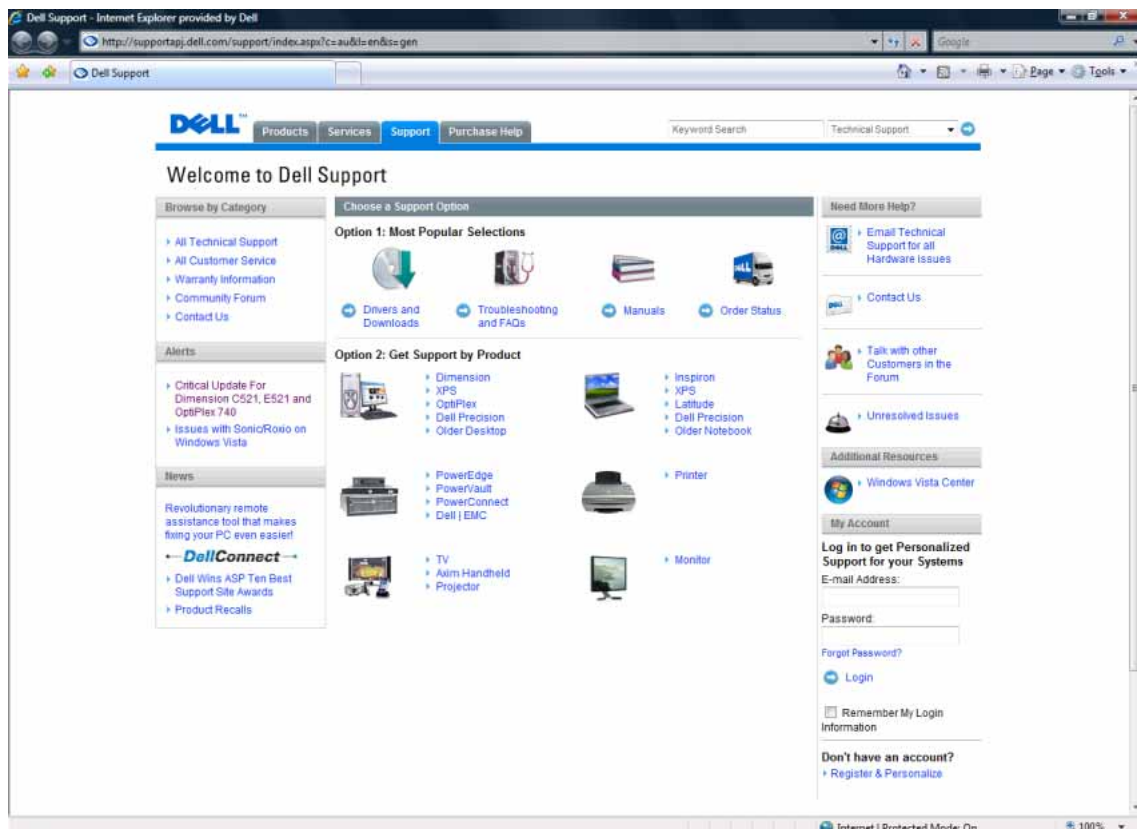 Dell Support - Internet Explorer provided by Dell
http://supportapj.dell.com/support/index.aspx?c=au&l=en&s=gen
Google
Dell Support
Page
Tools
DELL™
Products
Services
Support
Purchase Help
Keyword Search
Technical Support
Welcome to Dell Support
Browse by Category
All Technical Support
All Customer Service
Warranty Information
Community Forum
Contact Us
Alerts
Critical Update For
Dimension C521, E521 and
OptiPlex 740
Issues with Sonic/Roxio on
Windows Vista
News
Revolutionary remote
assistance tool that makes
fixing your PC even easier!
DellConnect
Dell Wins ASP Ten Best
Support Site Awards
Product Recalls
Choose a Support Option
Option 1: Most Popular Selections
DELL
Drivers and
Downloads
Troubleshooting
and FAQs
Manuals
Order Status
Option 2: Get Support by Product
Dimension
XPS
OptiPlex
Dell Precision
Older Desktop
Inspiron
XPS
Latitude
Dell Precision
Older Notebook
PowerEdge
PowerVault
PowerConnect
Dell | EMC
Printer
TV
Axim Handheld
Projector
Monitor
Need More Help?
@
DELL
Email Technical
Support for all
Hardware Issues
DELL
Contact Us
Talk with other
Customers in the
Forum
Unresolved Issues
Additional Resources
Windows Vista Center
My Account
Log in to get Personalized
Support for your Systems
E-mail Address:
Password:
Forgot Password?
Login
Remember My Login
Information
Don't have an account?
Register & Personalize
Internet | Protected Mode: On
100%